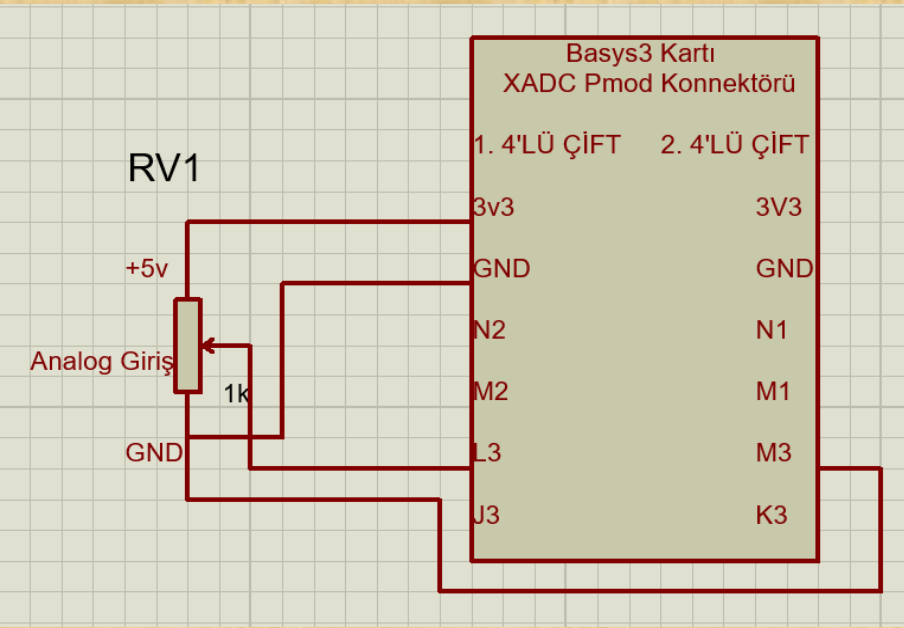 Basys3 Kartı
XADC Pmod Konnektörü
1. 4'LÜ ÇİFT 2. 4'LÜ ÇİFT
RV1
3v3 3V3
+5v
GND GND
N2 N1
Analog Giriş
1k
M2 M1
GND
L3 M3
J3 K3